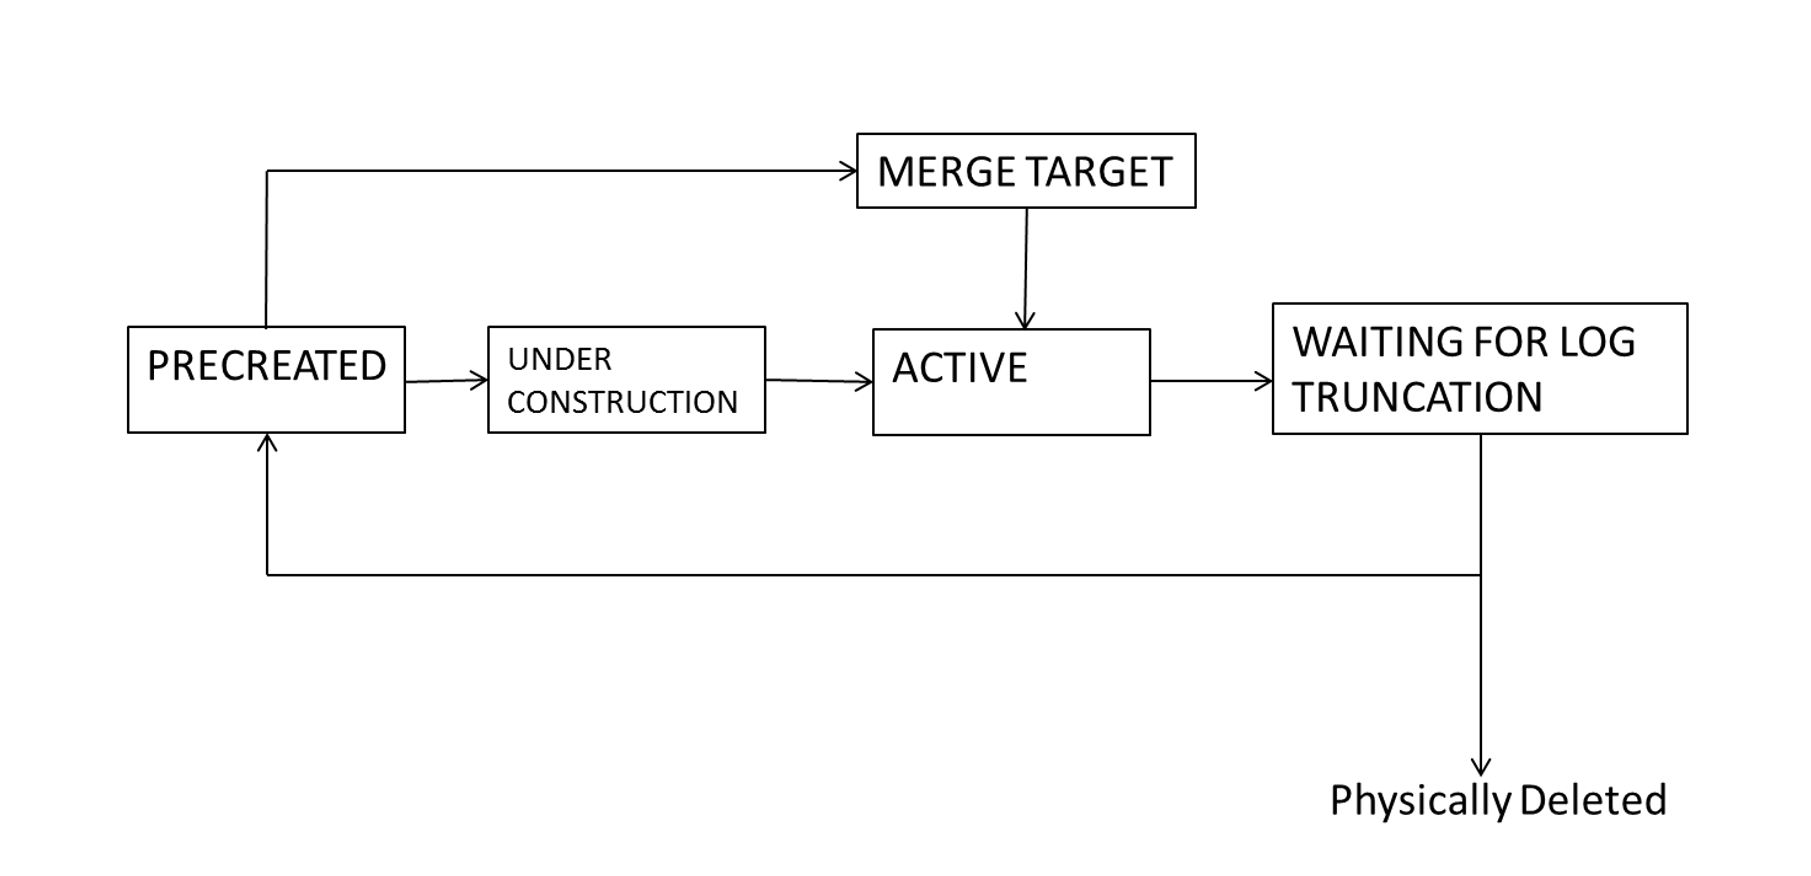 MERGE TARGET
PRECREATED
UNDER
CONSTRUCTION
ACTIVE
WAITING FOR LOG
TRUNCATION
Physically Deleted